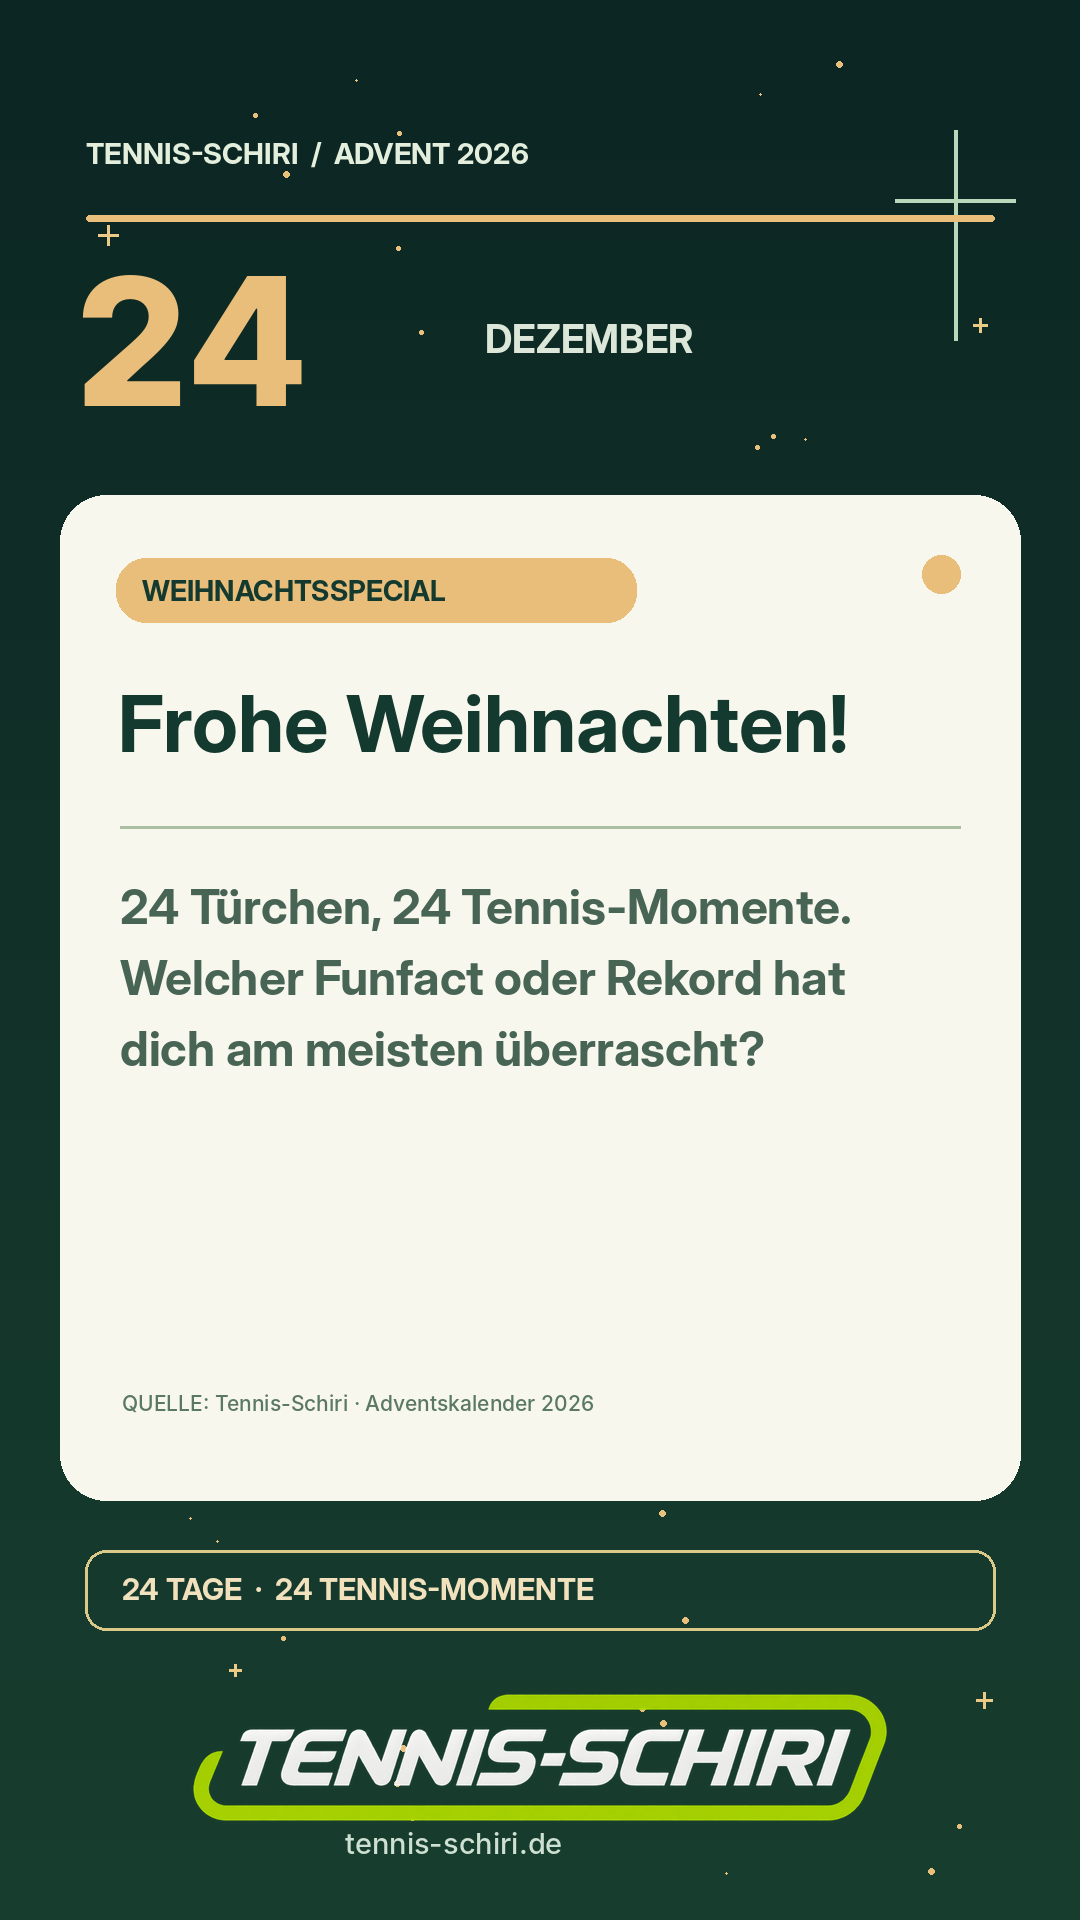 TENNIS-SCHIRI / ADVENT 2026
24
DEZEMBER
WEIHNACHTSSPECIAL
Frohe Weihnachten!
24 Türchen, 24 Tennis-Momente.
Welcher Funfact oder Rekord hat
dich am meisten überrascht?
QUELLE: Tennis-Schiri · Adventskalender 2026
24 TAGE · 24 TENNIS-MOMENTE
TENNIS-SCHIRI
tennis-schiri.de